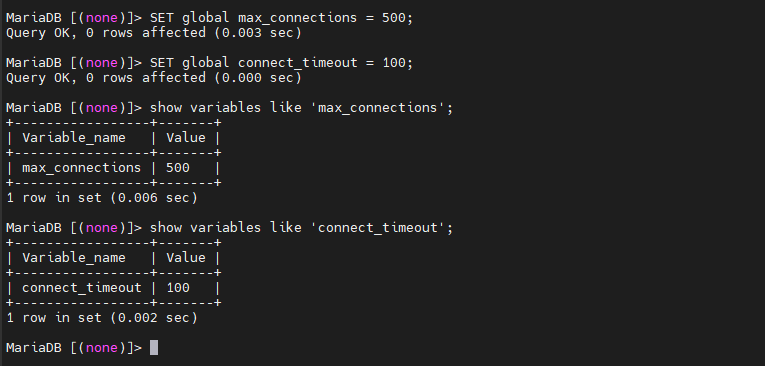 MariaDB [(none)]> SET global max_connections = 500;
Query OK, 0 rows affected (0.003 sec)
MariaDB [(none)]> SET global connect_timeout = 100;
Query OK, 0 rows affected (0.000 sec)
MariaDB [(none)]> show variables like 'max_connections';
+-----------------+-------+
| Variable_name   | Value |
+-----------------+-------+
| max_connections | 500   |
+-----------------+-------+
1 row in set (0.006 sec)
MariaDB [(none)]> show variables like 'connect_timeout';
+-----------------+-------+
| Variable_name   | Value |
+-----------------+-------+
| connect_timeout | 100   |
+-----------------+-------+
1 row in set (0.002 sec)
MariaDB [(none)]>